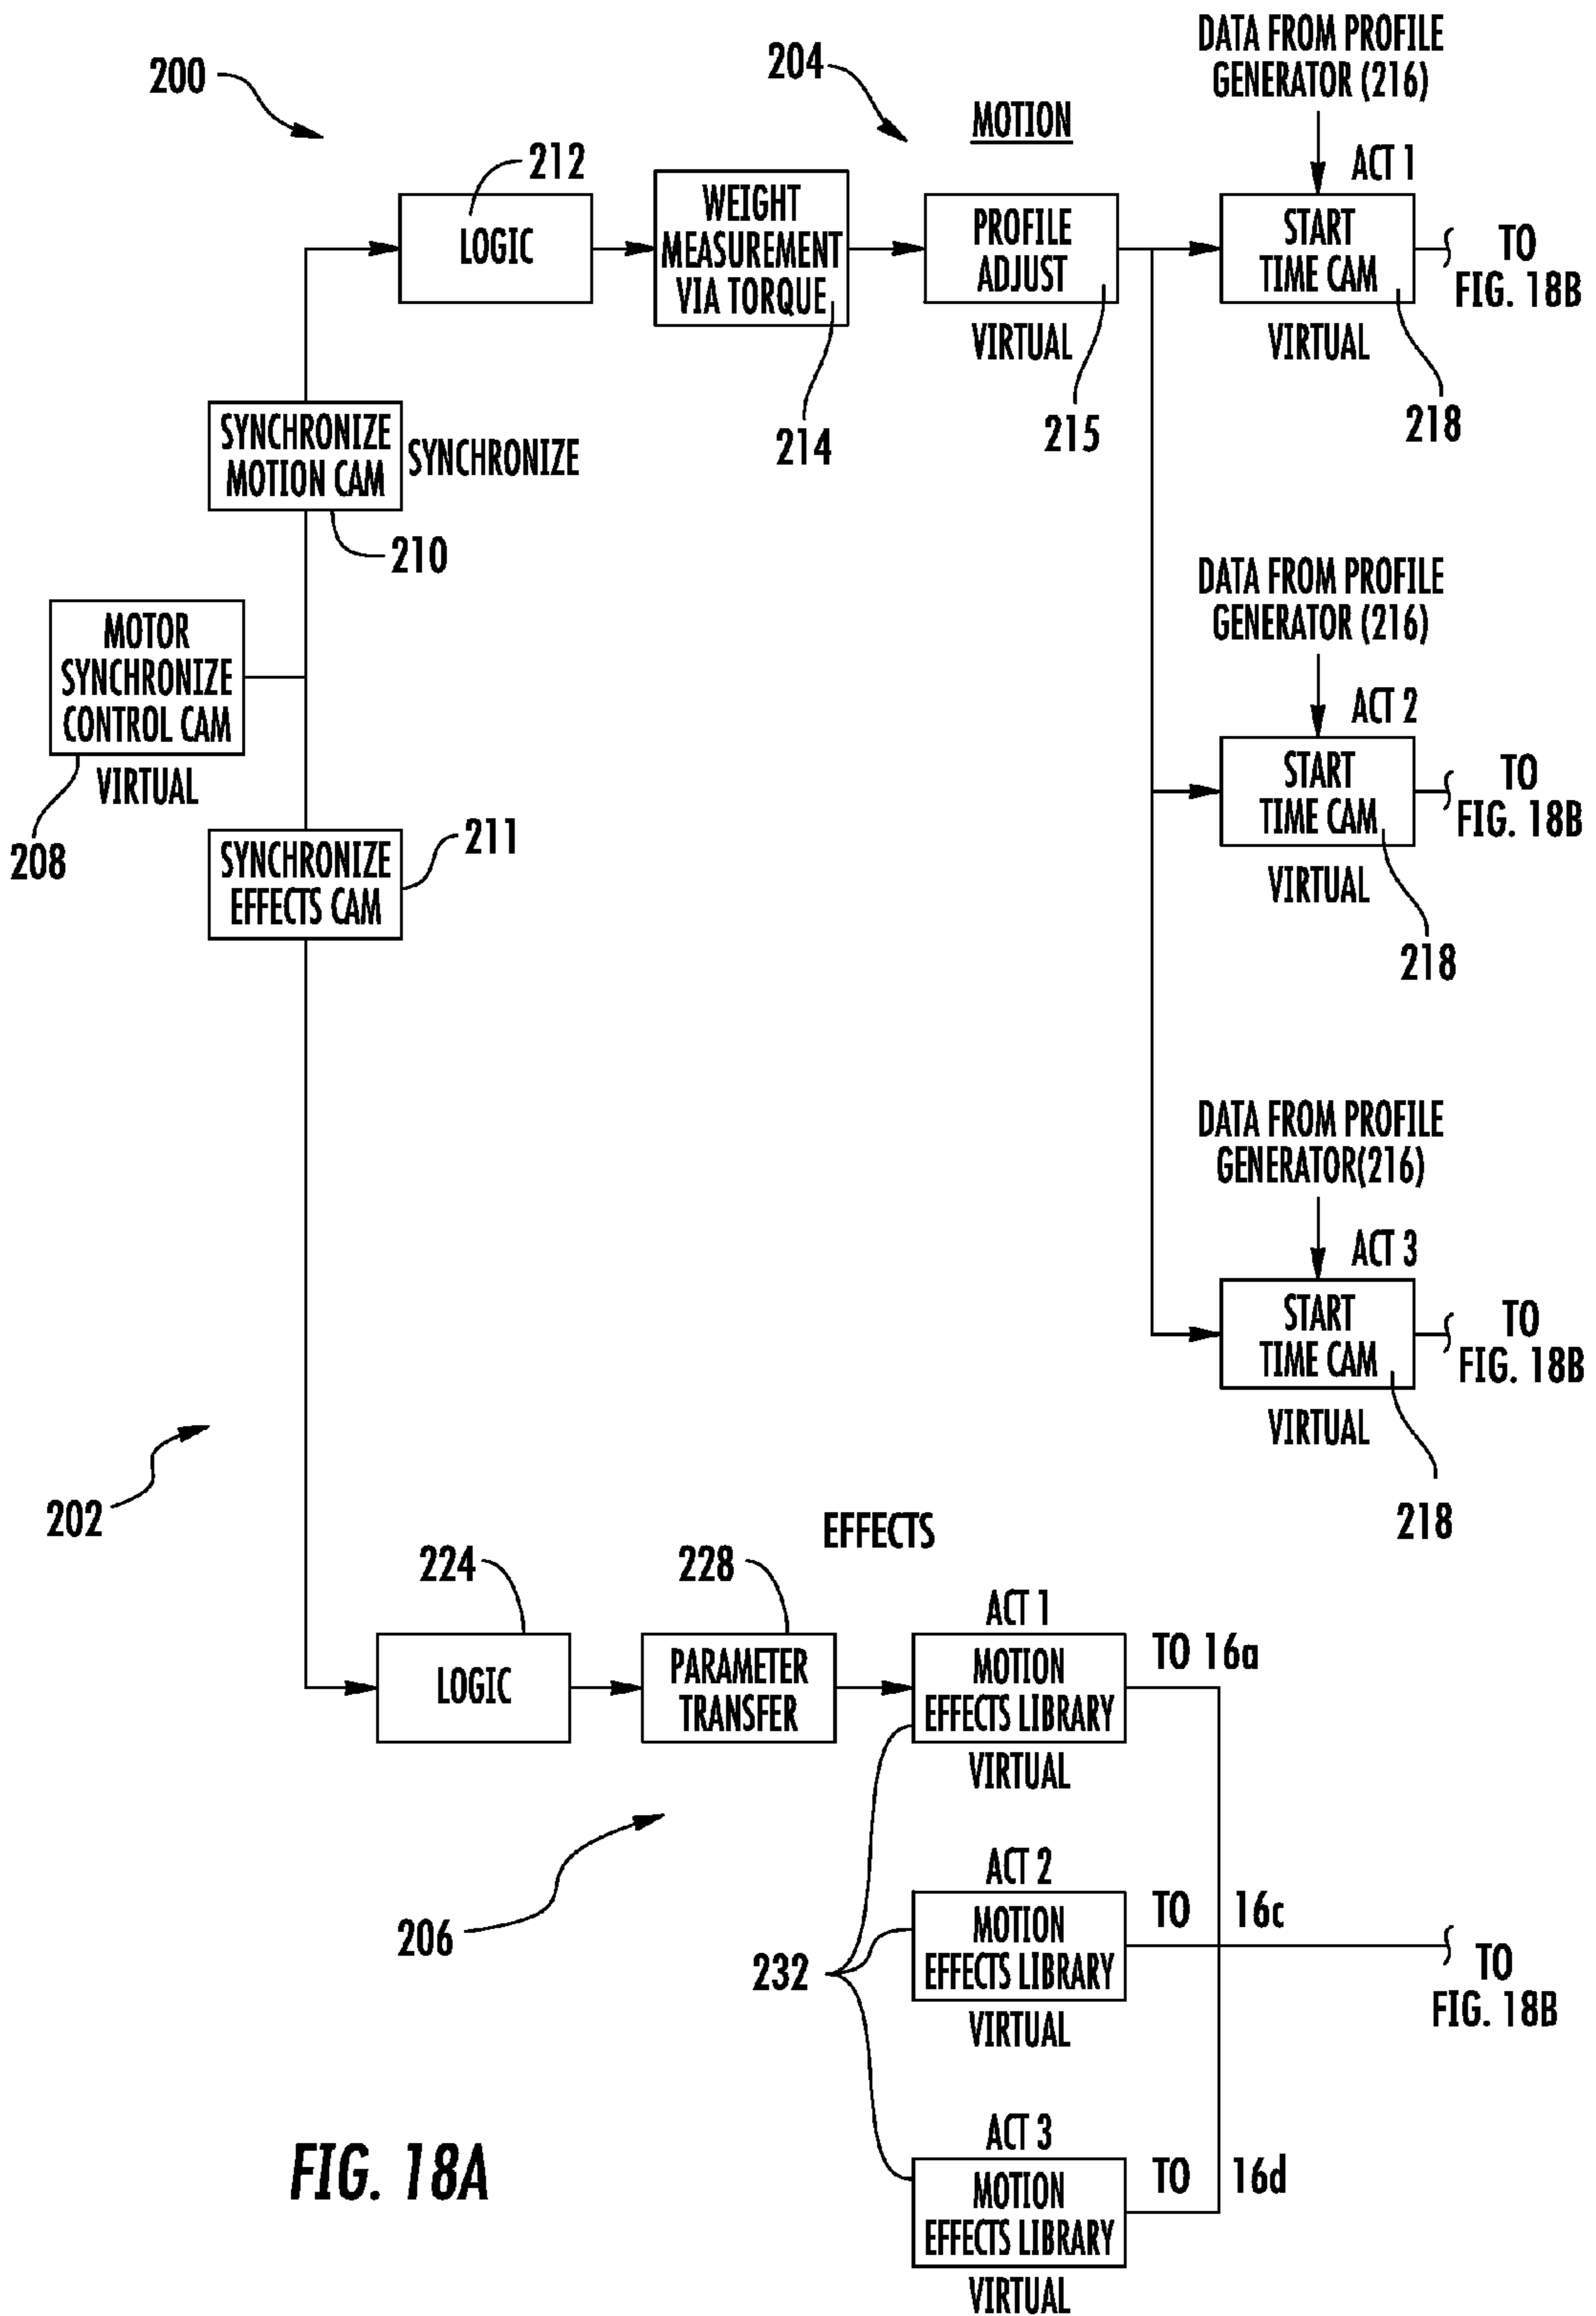 200
204
MOTION
DATA FROM PROFILE
GENERATOR (216)
ACT 1
212
LOGIC
WEIGHT
MEASUREMENT
VIA TORQUE
214
PROFILE
ADJUST
VIRTUAL
215
START
TIME CAM
VIRTUAL
218
TO
FIG. 18B
SYNCHRONIZE
MOTION CAM
SYNCHRONIZE
210
MOTOR
SYNCHRONIZE
CONTROL CAM
VIRTUAL
208
SYNCHRONIZE
EFFECTS CAM
211
DATA FROM PROFILE
GENERATOR (216)
ACT 2
START
TIME CAM
VIRTUAL
218
TO
FIG. 18B
DATA FROM PROFILE
GENERATOR(216)
ACT 3
START
TIME CAM
VIRTUAL
218
TO
FIG. 18B
202
EFFECTS
224
LOGIC
228
PARAMETER
TRANSFER
ACT 1
MOTION
EFFECTS LIBRARY
VIRTUAL
TO 16a
206
232
ACT 2
MOTION
EFFECTS LIBRARY
VIRTUAL
TO 16c
TO
FIG. 18B
ACT 3
MOTION
EFFECTS LIBRARY
VIRTUAL
TO 16d
FIG. 18A